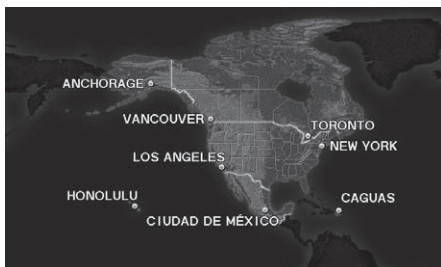 ANCHORAGE
VANCOUVER
TORONTO
NEW YORK
LOS ANGELES
HONOLULU
CAGUAS
CIUDAD DE MÉXICO